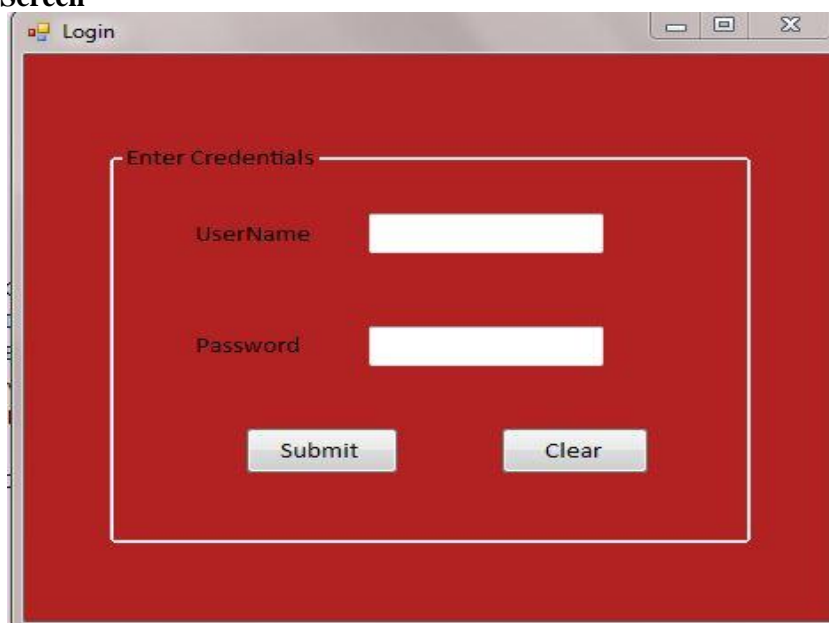 Screen
Login
Enter Credentials
UserName
Password
Submit
Clear